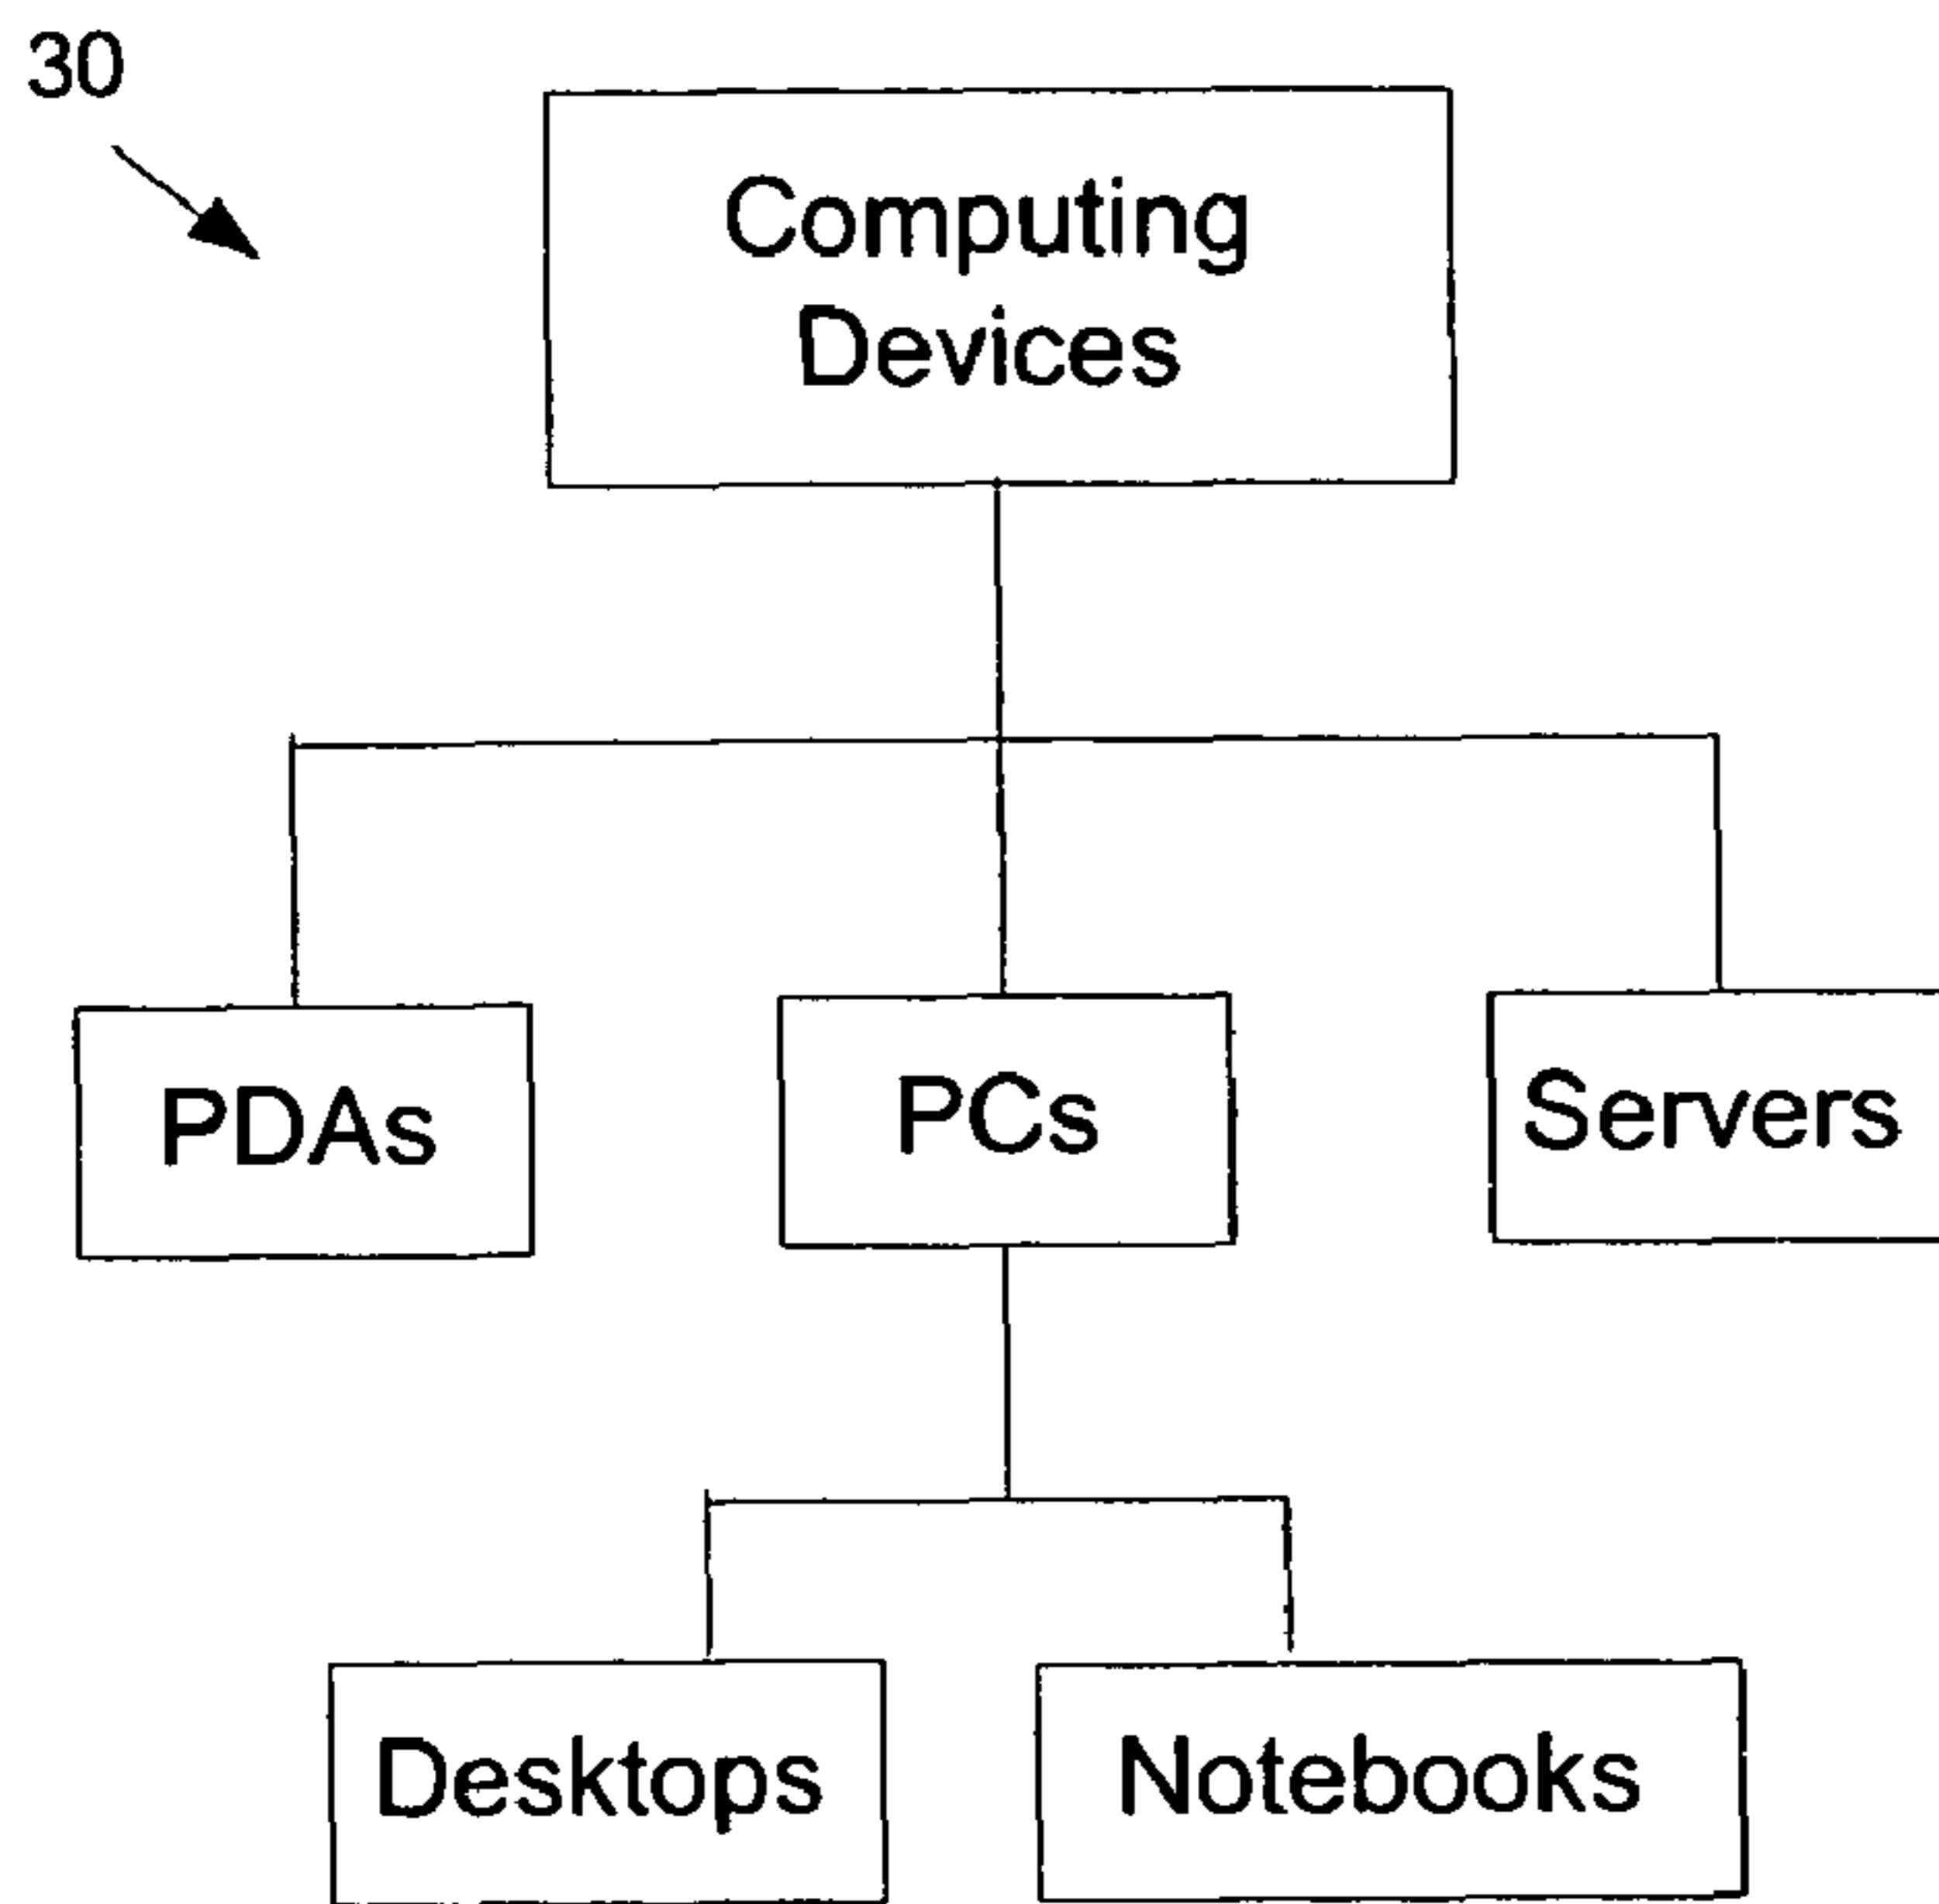 30
Computing
Devices
PDAs
PCs
Servers
Desktops
Notebooks